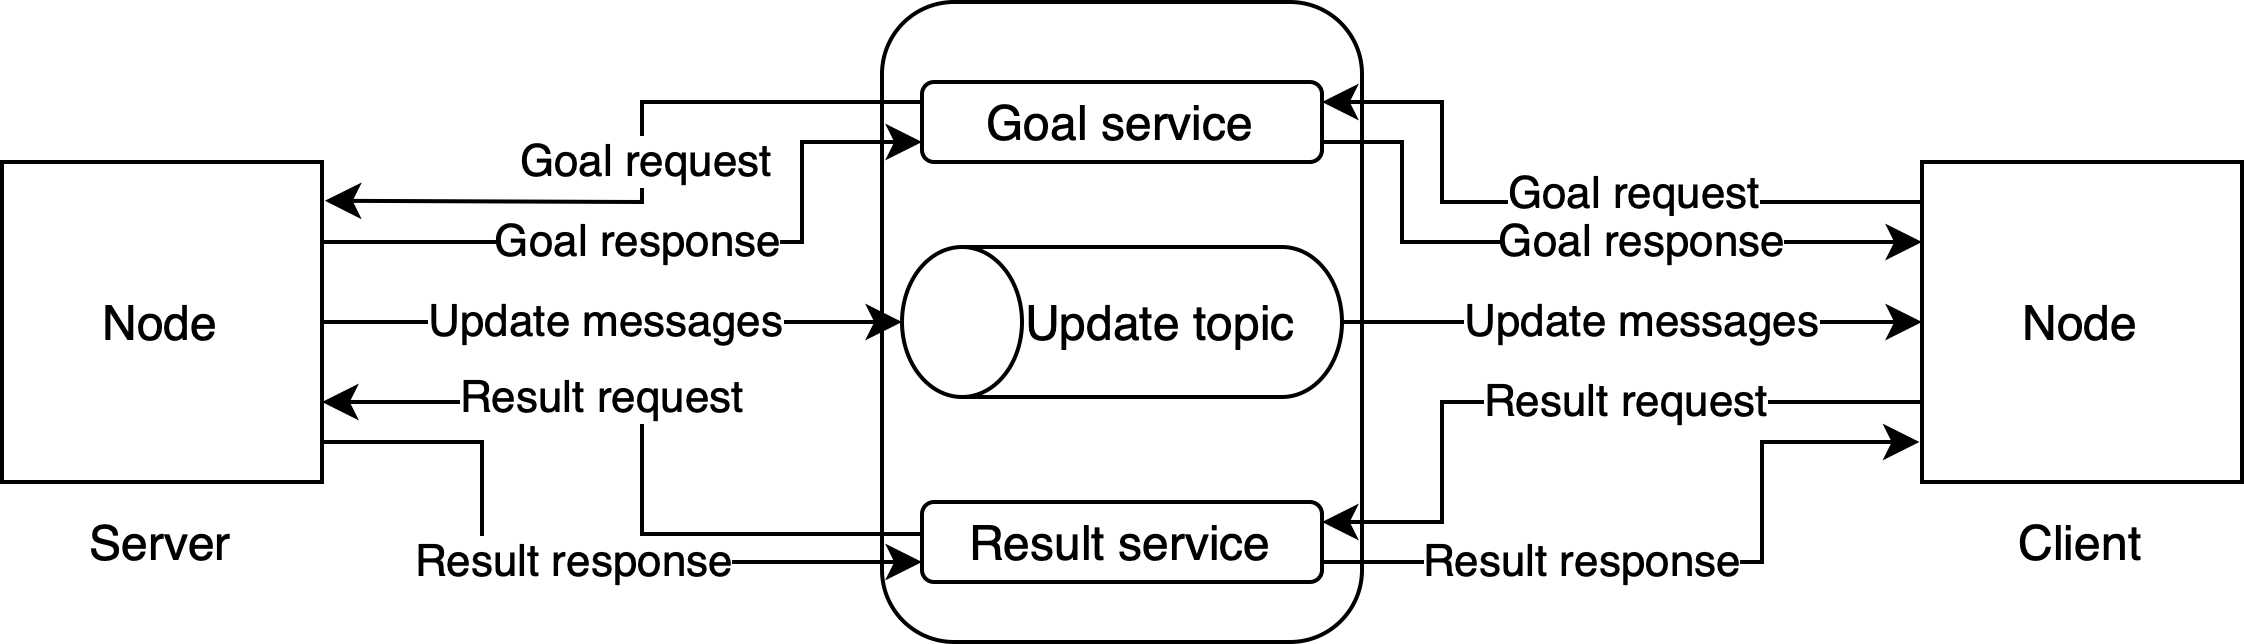 Goal service
Goal request
Goal request
Goal response
Goal response
Node
Update messages
Update topic
Update messages
Node
Result request
Result request
Server
Result service
Client
Result response
Result response